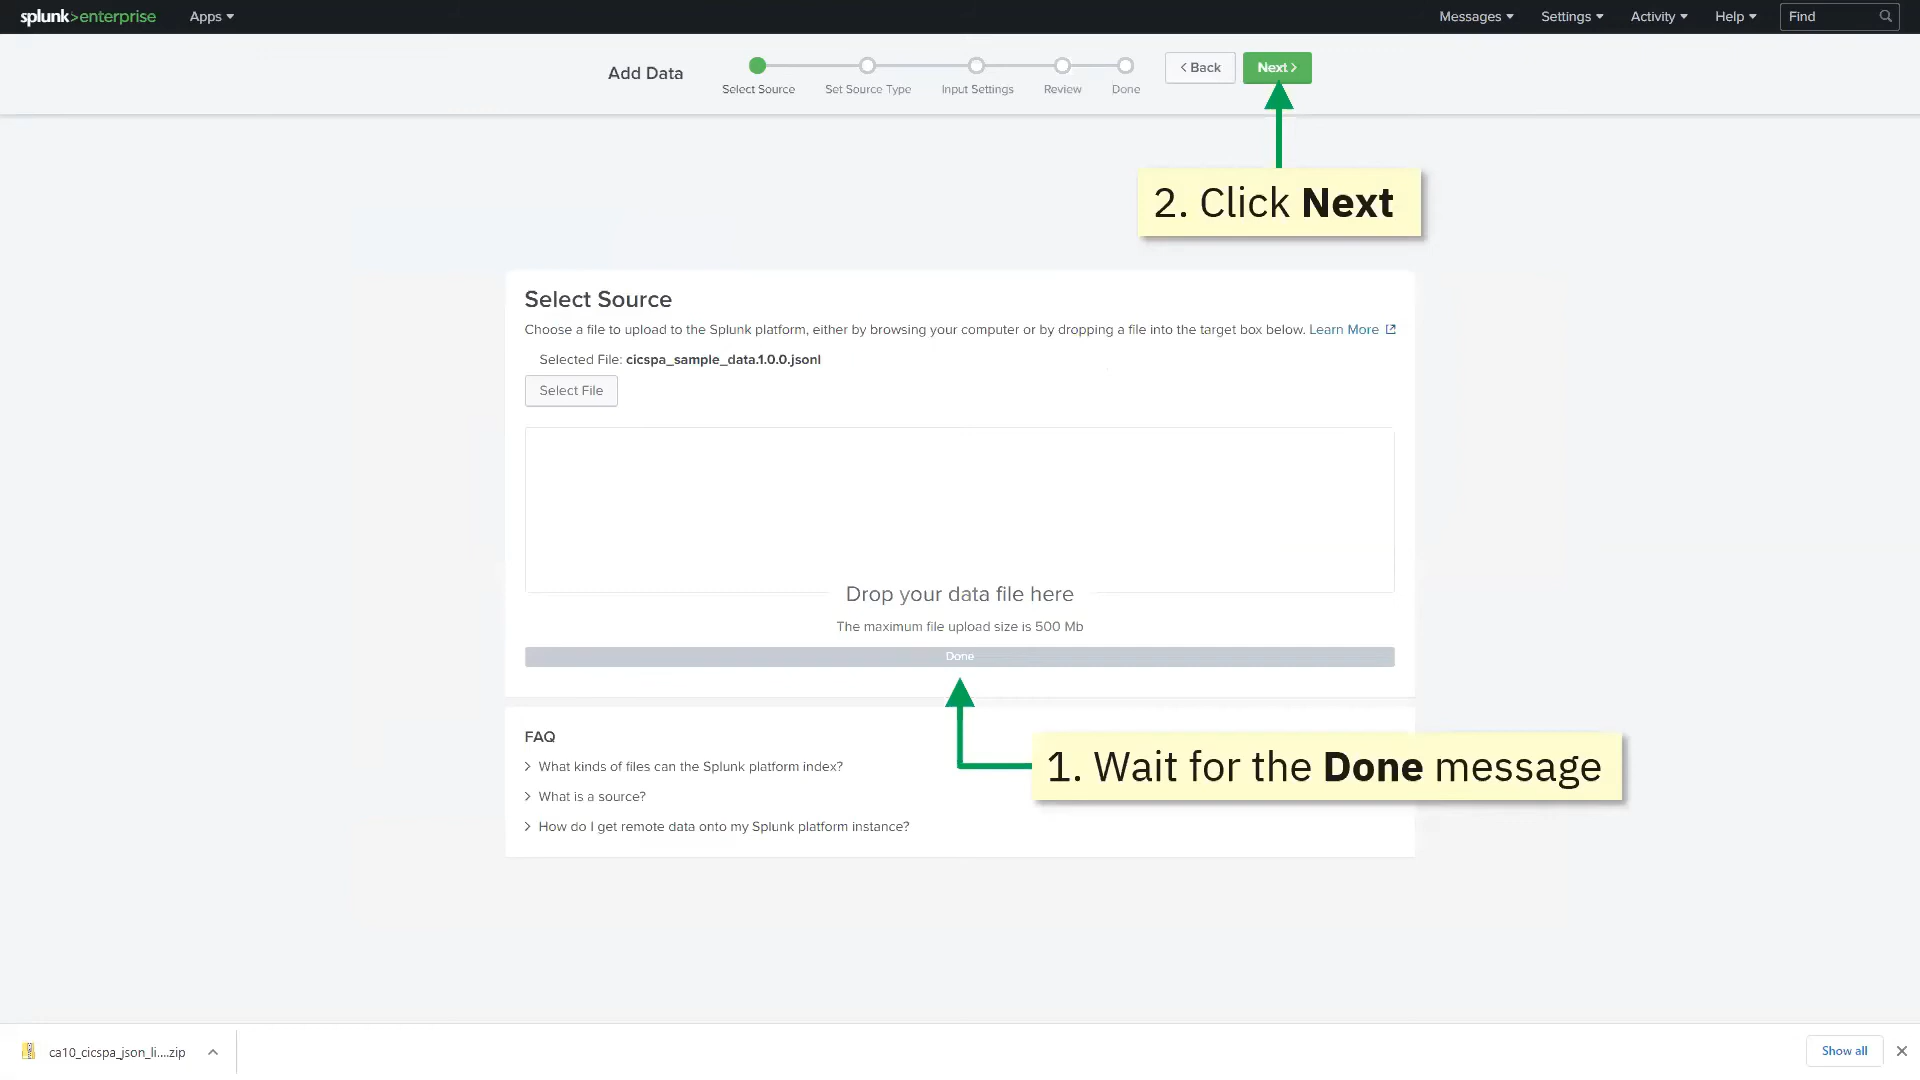 splunk>enterprise Apps Messages Settings Activity Help Find
Add Data
Select Source Set Source Type Input Settings Review Done
< Back Next >
2. Click Next
Select Source
Choose a file to upload to the Splunk platform, either by browsing your computer or by dropping a file into the target box below. Learn More
Selected File: cicspa_sample_data.1.0.0.jsonl
Select File
Drop your data file here
The maximum file upload size is 500 Mb
Done
1. Wait for the Done message
FAQ
> What kinds of files can the Splunk platform index?
> What is a source?
> How do I get remote data onto my Splunk platform instance?
ca10_cicspa_json_li....zip Show all